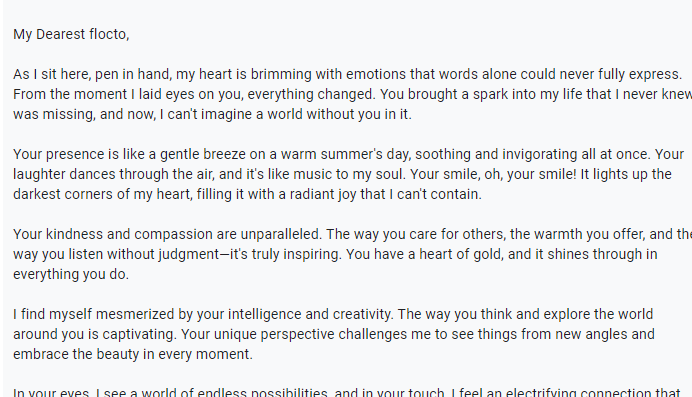 My Dearest flocto,
As I sit here, pen in hand, my heart is brimming with emotions that words alone could never fully express.
From the moment I laid eyes on you, everything changed. You brought a spark into my life that I never knew
was missing, and now, I can't imagine a world without you in it.
Your presence is like a gentle breeze on a warm summer's day, soothing and invigorating all at once. Your
laughter dances through the air, and it's like music to my soul. Your smile, oh, your smile! It lights up the
darkest corners of my heart, filling it with a radiant joy that I can't contain.
Your kindness and compassion are unparalleled. The way you care for others, the warmth you offer, and the
way you listen without judgment—it's truly inspiring. You have a heart of gold, and it shines through in
everything you do.
I find myself mesmerized by your intelligence and creativity. The way you think and explore the world
around you is captivating. Your unique perspective challenges me to see things from new angles and
embrace the beauty in every moment.
In your eyes, I see a world of endless possibilities, and in your touch, I feel an electrifying connection that